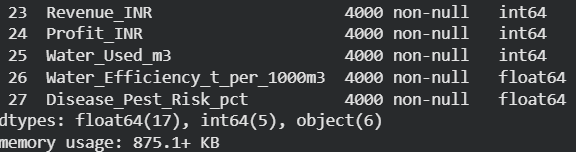 23 Revenue_INR 4000 non-null int64
24 Profit_INR 4000 non-null int64
25 Water_Used_m3 4000 non-null int64
26 Water_Efficiency_t_per_1000m3 4000 non-null float64
27 Disease_Pest_Risk_pct 4000 non-null float64
dtypes: float64(17), int64(5), object(6)
memory usage: 875.1+ KB